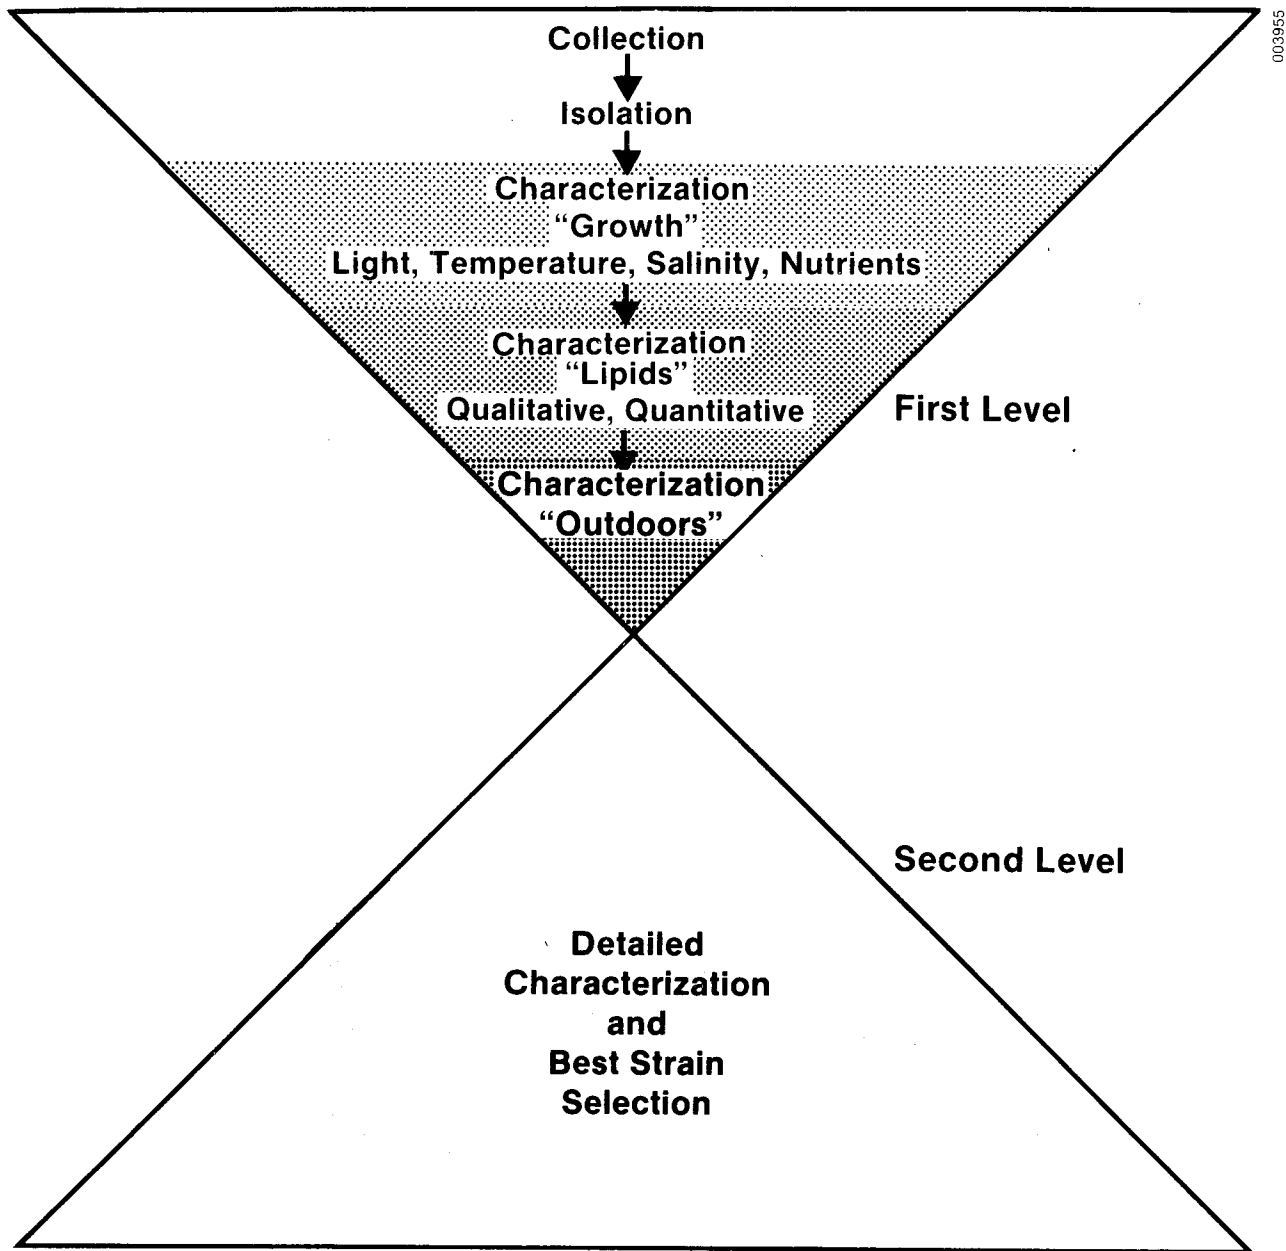 003955
Collection
Isolation
Characterization
“Growth”
Light, Temperature, Salinity, Nutrients
Characterization
“Lipids”
Qualitative, Quantitative
First Level
Characterization
“Outdoors”
Second Level
Detailed
Characterization
and
Best Strain
Selection